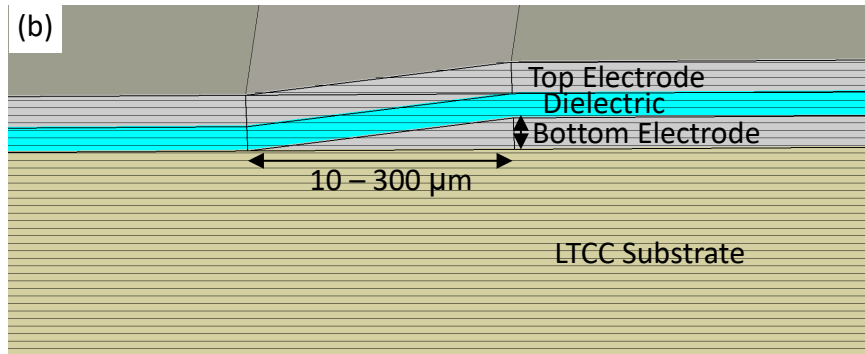 (b)
Top Electrode
Dielectric
Bottom Electrode
10 – 300 µm
LTCC Substrate